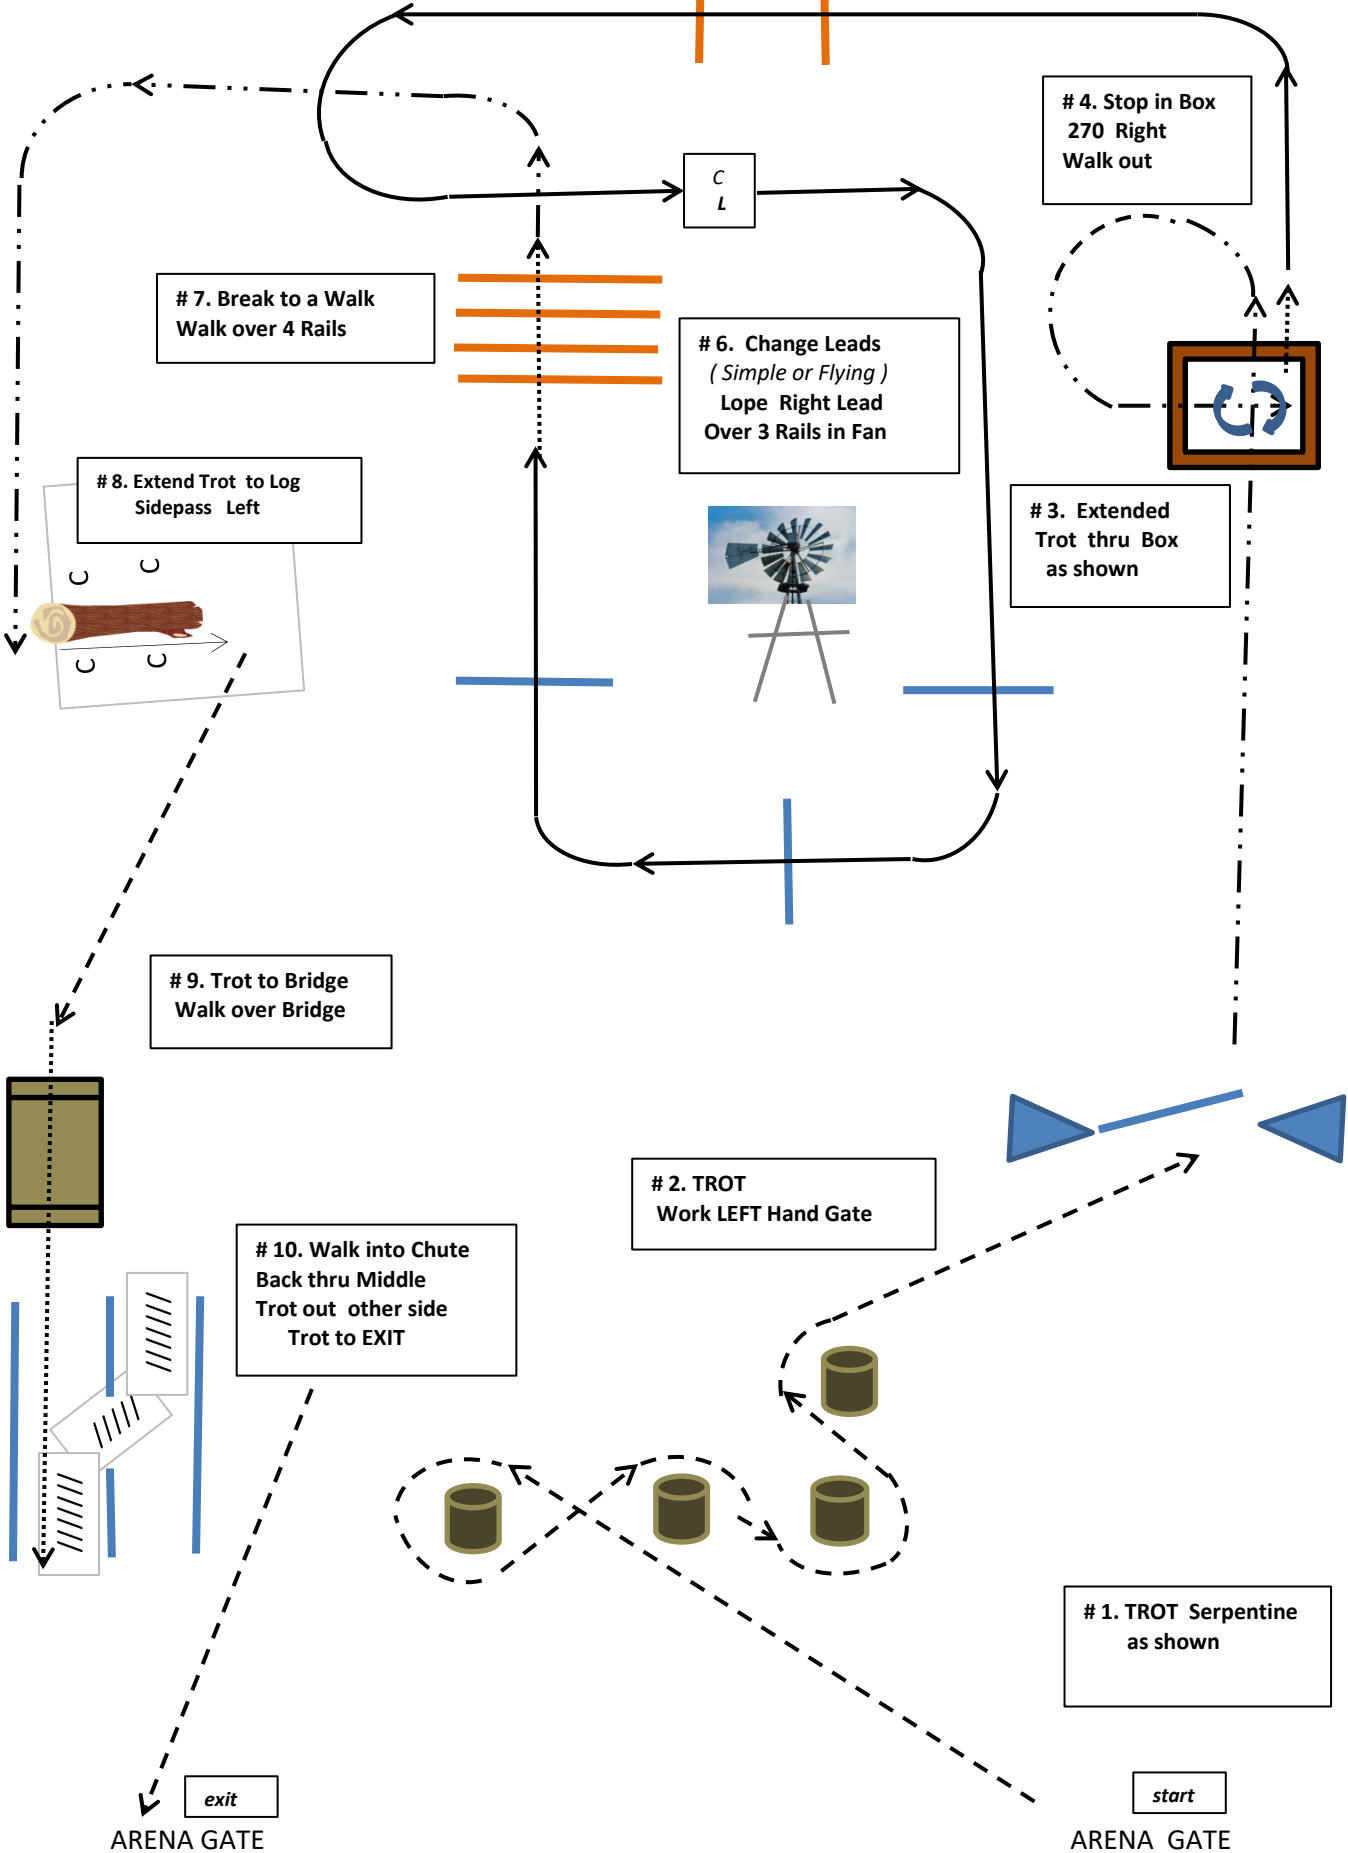 # 4. Stop in Box
270 Right
Walk out
C
L
# 7. Break to a Walk
Walk over 4 Rails
# 6. Change Leads
( Simple or Flying )
Lope Right Lead
Over 3 Rails in Fan
# 8. Extend Trot to Log
Sidepass Left
# 3. Extended
Trot thru Box
as shown
C C
C C
# 9. Trot to Bridge
Walk over Bridge
# 2. TROT
Work LEFT Hand Gate
# 10. Walk into Chute
Back thru Middle
Trot out other side
Trot to EXIT
# 1. TROT Serpentine
as shown
exit
start
ARENA GATE
ARENA GATE